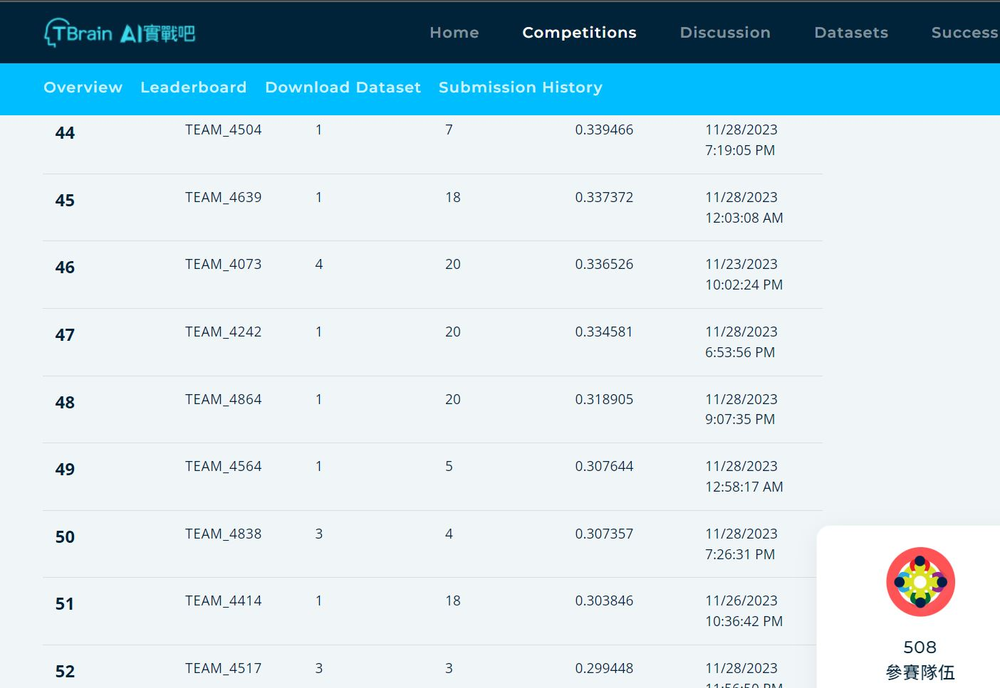 TBrain AI實戰吧
Home Competitions Discussion Datasets Success
Overview Leaderboard Download Dataset Submission History
44 TEAM_4504 1 7 0.339466 11/28/2023
7:19:05 PM
45 TEAM_4639 1 18 0.337372 11/28/2023
12:03:08 AM
46 TEAM_4073 4 20 0.336526 11/23/2023
10:02:24 PM
47 TEAM_4242 1 20 0.334581 11/28/2023
6:53:56 PM
48 TEAM_4864 1 20 0.318905 11/28/2023
9:07:35 PM
49 TEAM_4564 1 5 0.307644 11/28/2023
12:58:17 AM
50 TEAM_4838 3 4 0.307357 11/28/2023
7:26:31 PM
51 TEAM_4414 1 18 0.303846 11/26/2023
10:36:42 PM
52 TEAM_4517 3 3 0.299448 11/28/2023
11:56:50 PM
508
參賽隊伍